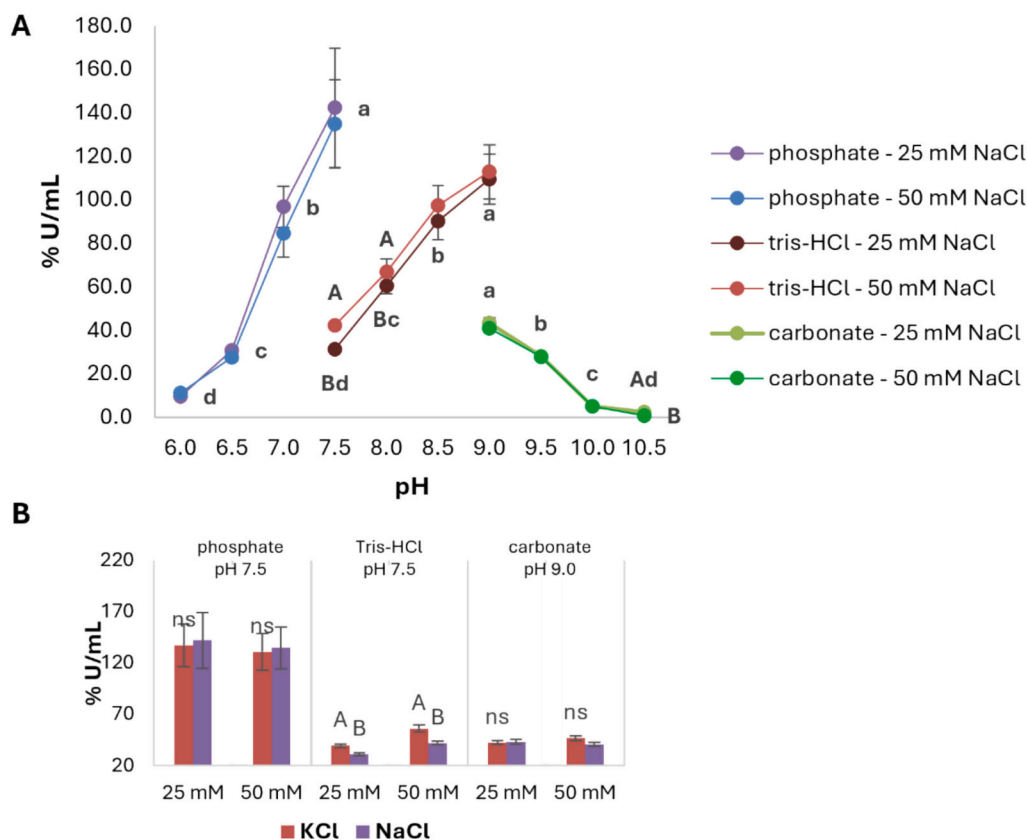 A
180.0
160.0
140.0
120.0
100.0
80.0
60.0
40.0
20.0
0.0
% U/mL
a
b
c
d
A
A
a
b
Bc
Bd
a
b
c
Ad
B
6.0 6.5 7.0 7.5 8.0 8.5 9.0 9.5 10.0 10.5
pH
phosphate - 25 mM NaCl
phosphate - 50 mM NaCl
tris-HCl - 25 mM NaCl
tris-HCl - 50 mM NaCl
carbonate - 25 mM NaCl
carbonate - 50 mM NaCl
B
220
170
120
70
20
% U/mL
phosphate
pH 7.5
Tris-HCl
pH 7.5
carbonate
pH 9.0
ns
ns
A
B
A
B
ns
ns
25 mM 50 mM 25 mM 50 mM 25 mM 50 mM
KCl NaCl